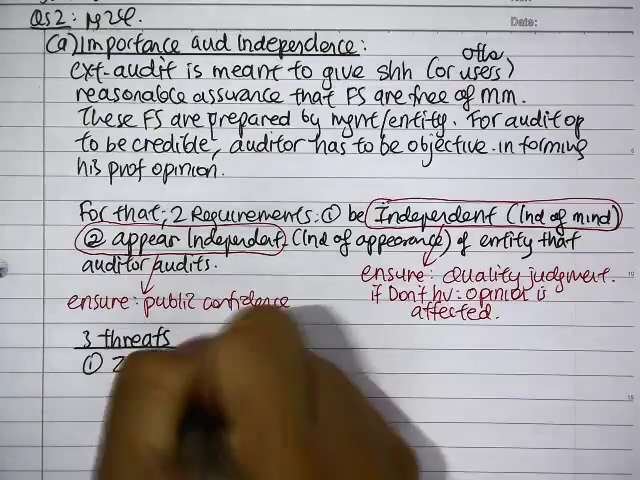 Date:
Qs2:
(a) Importance and Independence:
ext-audit is meant to give shh (or other users)
reasonable assurance that FS are free of MM.
These FS are prepared by mgmt/entity. For audit op
to be credible, auditor has to be objective in forming
his prof opinion.
For that; 2 Requirements: ① be Independent (Ind of mind)
② appear Independent (Ind of appearance) of entity that
auditor audits.
ensure: Quality judgment.
if Don't hv: opinion is
affected.
ensure: public confidence
3 threats
①